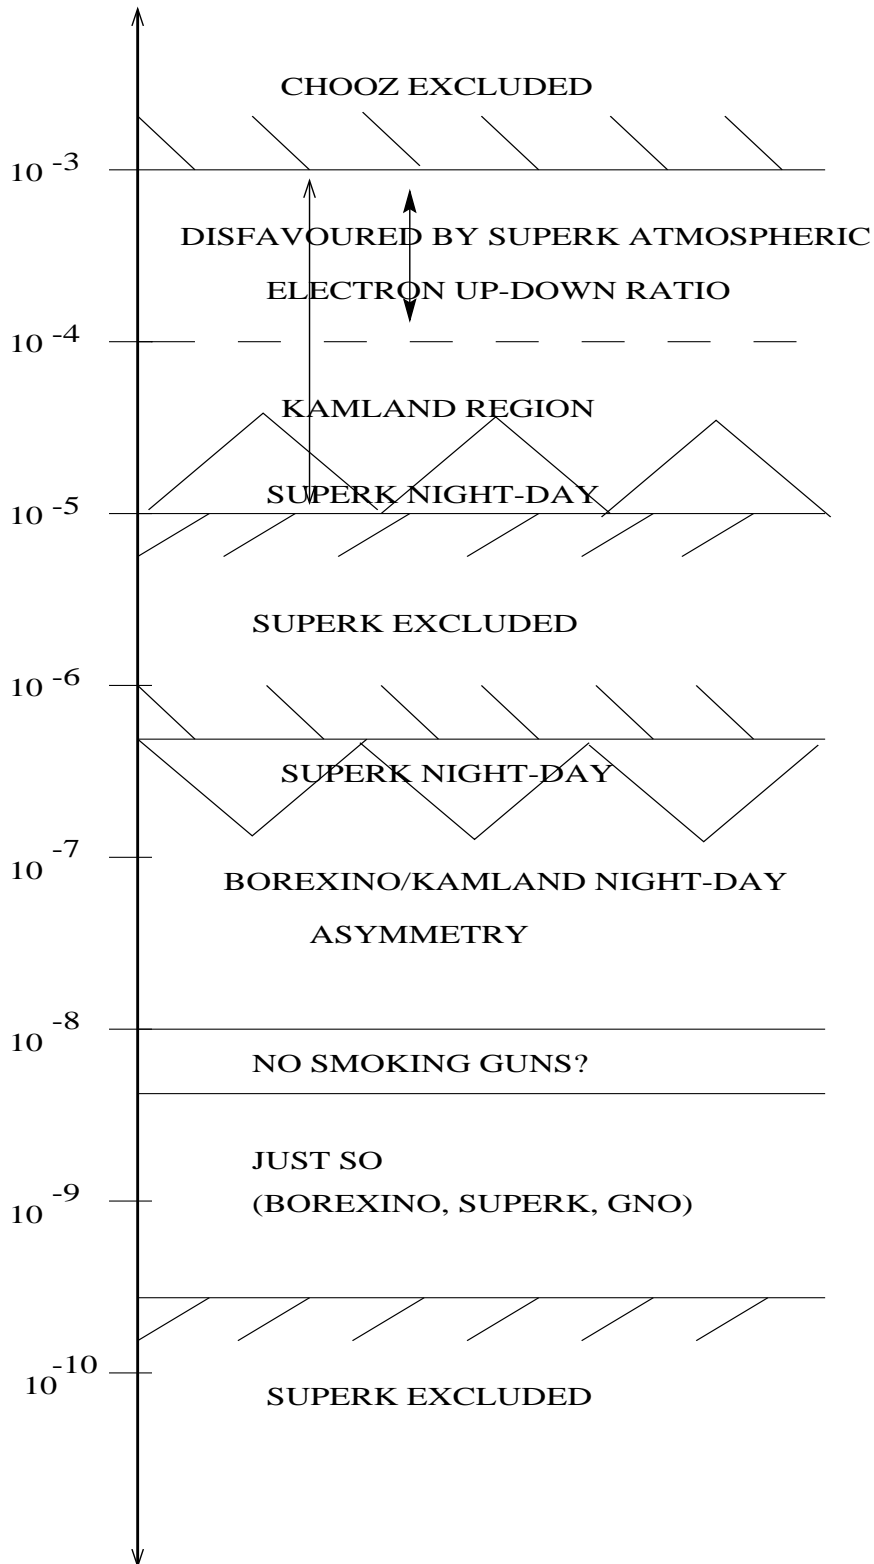 CHOOZ EXCLUDED
10 -3
DISFAVOURED BY SUPERK ATMOSPHERIC
ELECTRON UP-DOWN RATIO
10 -4
KAMLAND REGION
SUPERK NIGHT-DAY
10 -5
SUPERK EXCLUDED
10 -6
SUPERK NIGHT-DAY
10 -7
BOREXINO/KAMLAND NIGHT-DAY
ASYMMETRY
10 -8
NO SMOKING GUNS?
JUST SO
10 -9
(BOREXINO, SUPERK, GNO)
10 -10
SUPERK EXCLUDED